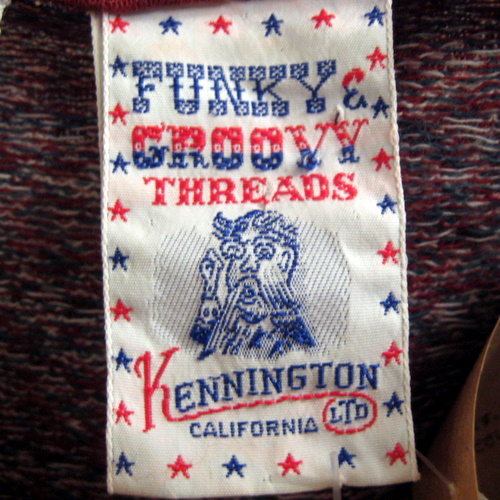 FUNKY &
GROOVY
THREADS
KENNINGTON
LTD
CALIFORNIA